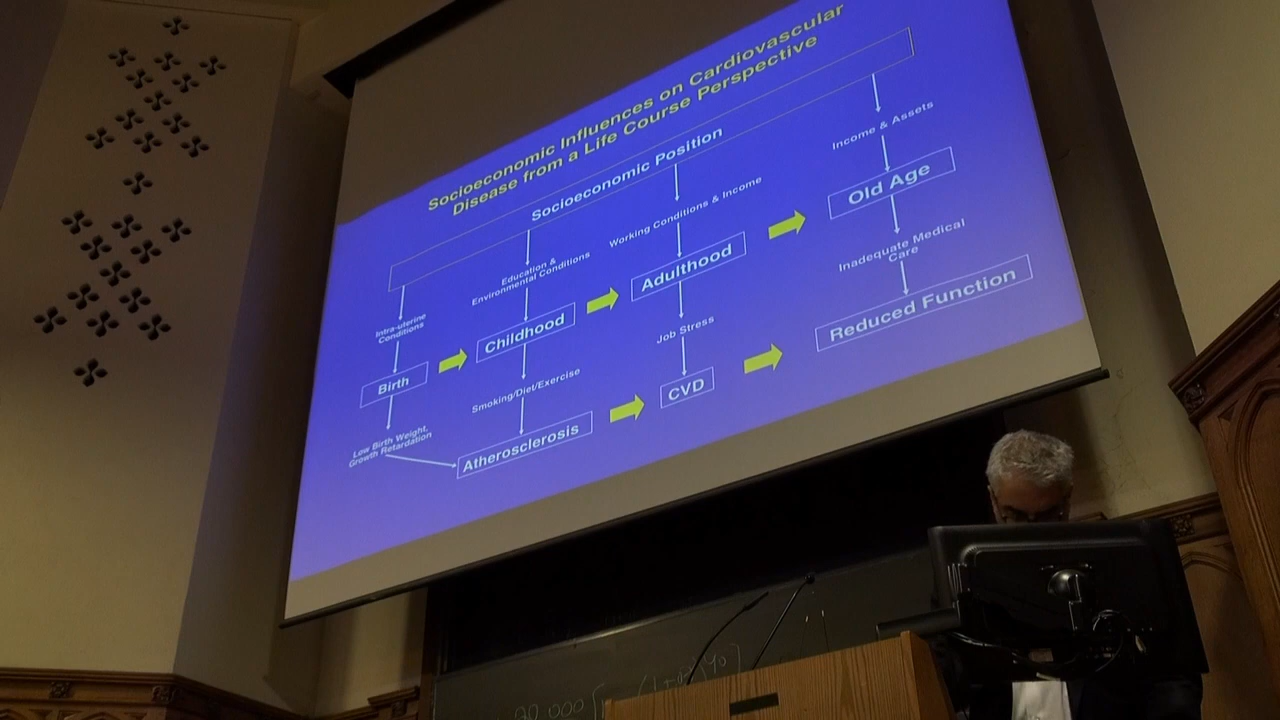 Socioeconomic Influences on Cardiovascular
Disease from a Life Course Perspective
Socioeconomic Position
Intra-uterine
Conditions
Education &
Environmental Conditions
Working Conditions & Income
Income & Assets
Birth
Childhood
Adulthood
Old Age
Low Birth Weight,
Growth Retardation
Smoking/Diet/Exercise
Job Stress
Inadequate Medical
Care
Atherosclerosis
CVD
Reduced Function